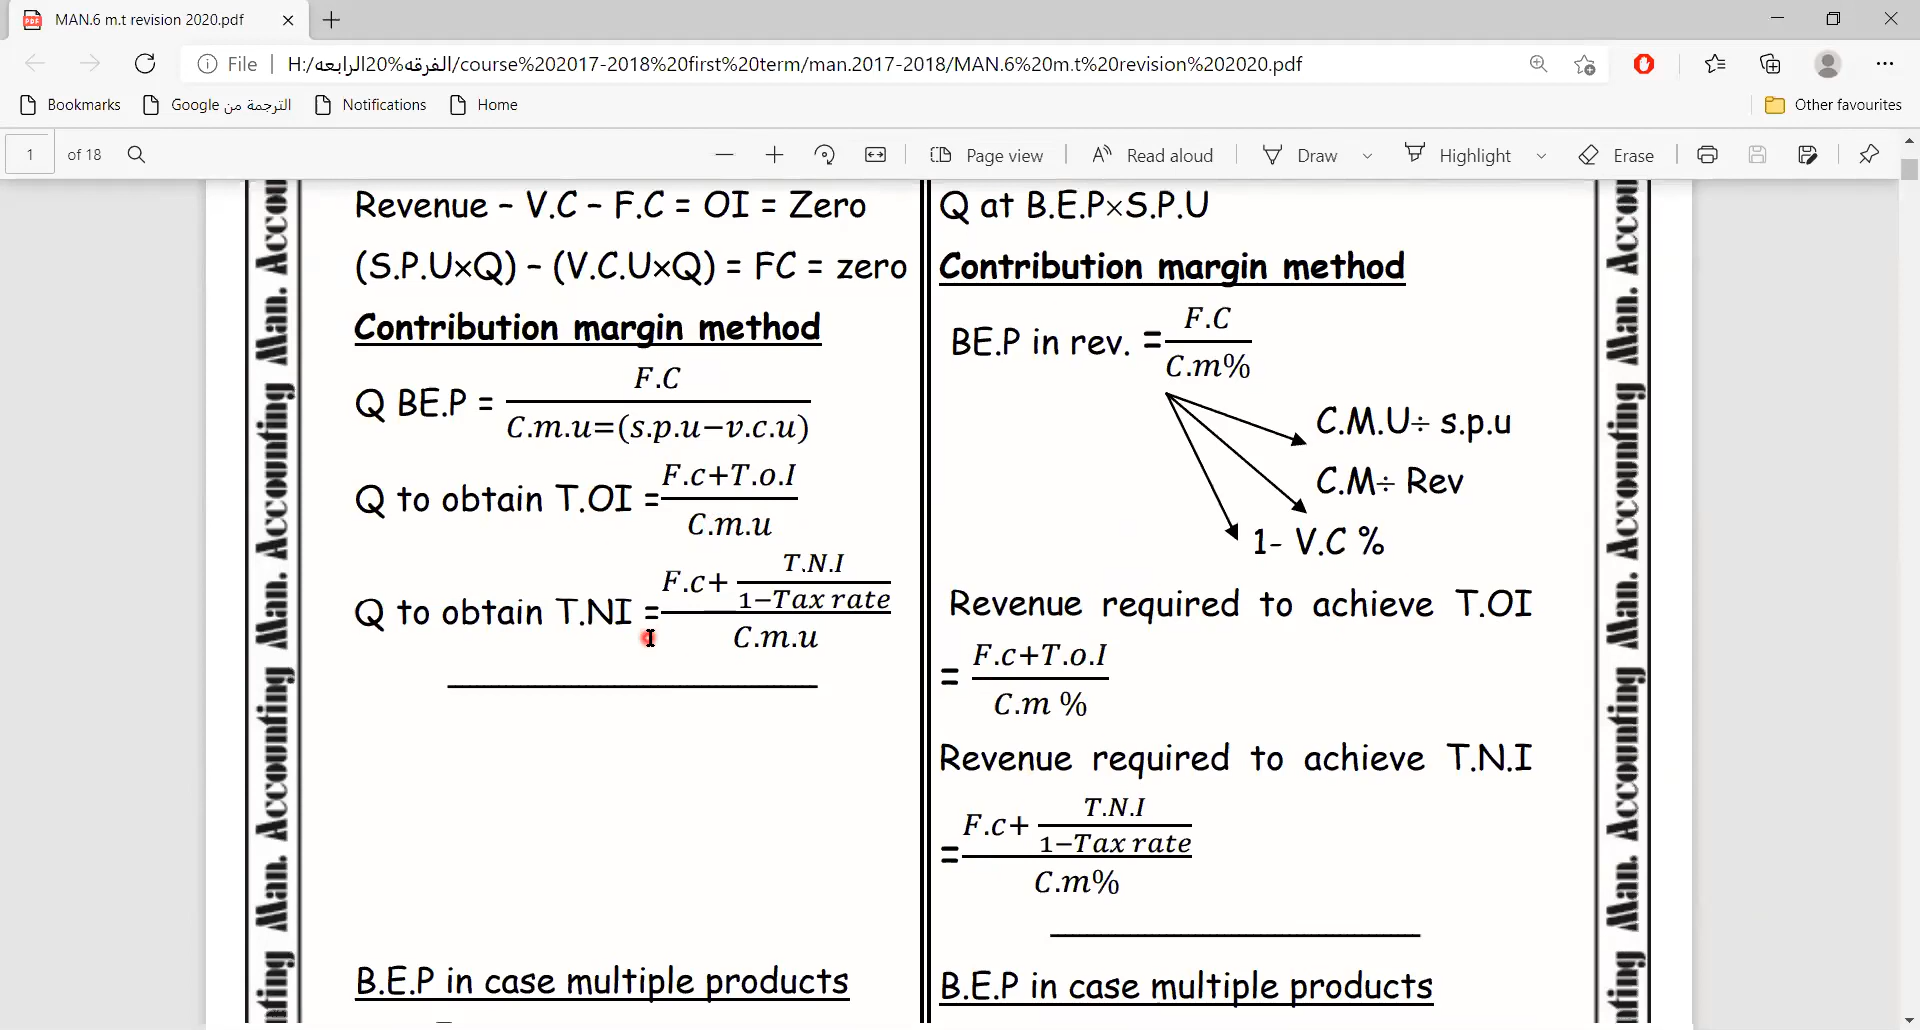 MAN.6 m.t revision 2020.pdf
File
H:/الفرقه%20الرابعه/course%202017-2018%20first%20term/man.2017-2018/MAN.6%20m.t%20revision%202020.pdf
Bookmarks
Google الترجمة من
Notifications
Home
Other favourites
1 of 18
Page view
Read aloud
Draw
Highlight
Erase
Revenue - V.C - F.C = OI = Zero
(S.P.U×Q) - (V.C.U×Q) = FC = zero
Contribution margin method
Q BE.P = F.C / C.m.u=(s.p.u−v.c.u)
Q to obtain T.OI = F.c+T.o.I / C.m.u
Q to obtain T.NI = F.c+ T.N.I / 1−Tax rate / C.m.u
B.E.P in case multiple products
Q at B.E.P×S.P.U
Contribution margin method
BE.P in rev. = F.C / C.m%
C.M.U÷ s.p.u
C.M÷ Rev
1- V.C %
Revenue required to achieve T.OI
= F.c+T.o.I / C.m %
Revenue required to achieve T.N.I
= F.c+ T.N.I / 1−Tax rate / C.m%
B.E.P in case multiple products
Man. Accounting Man. Accounting Man. Accounting
Man. Accounting Man. Accounting Man. Accounting